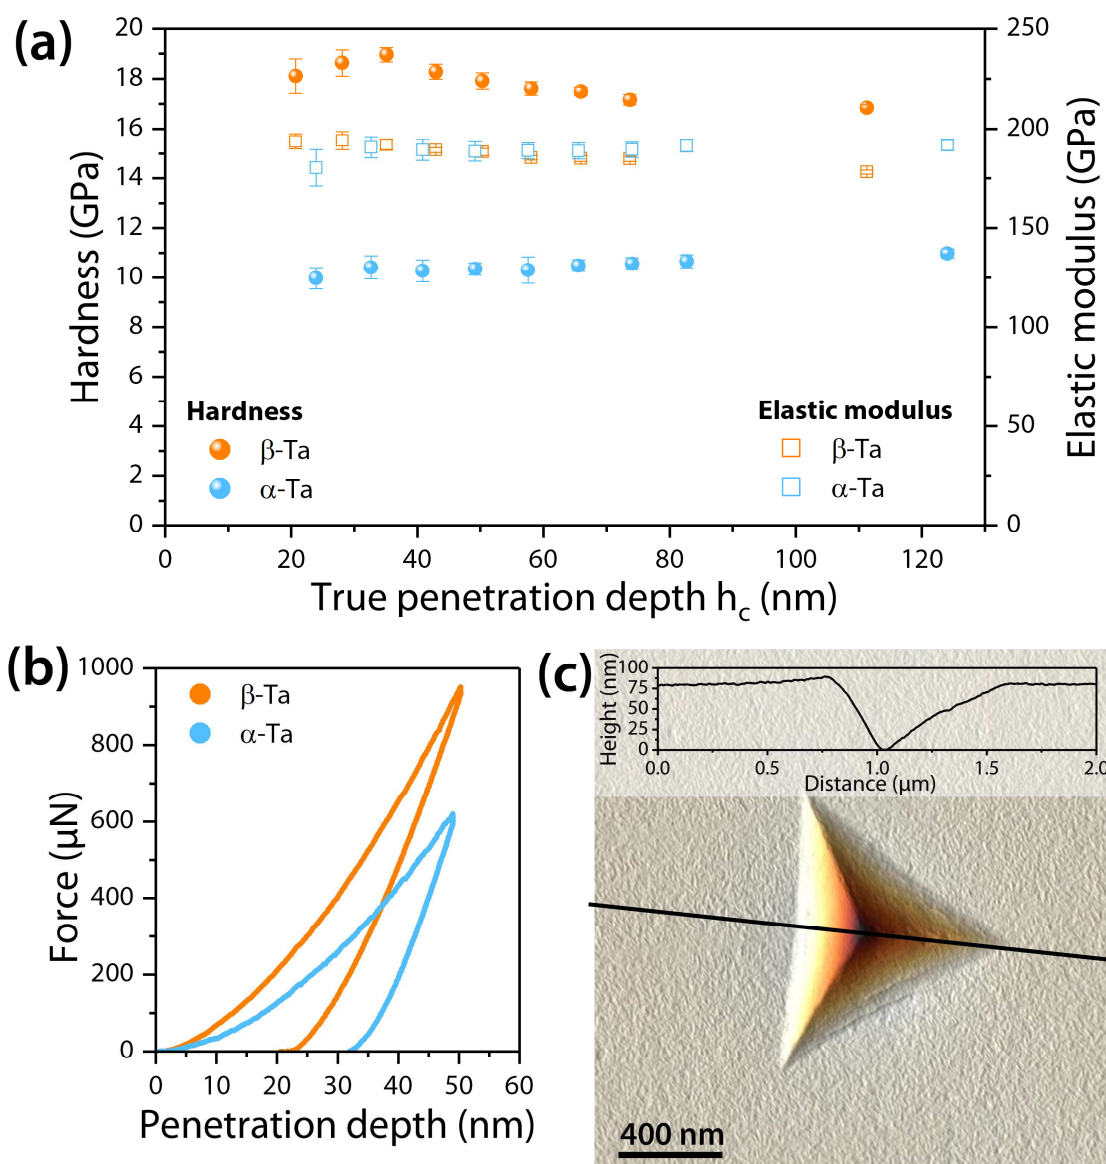 (a)
20
18
16
14
12
10
8
6
4
2
0
Hardness (GPa)
250
200
150
100
50
0
Elastic modulus (GPa)
Hardness
β-Ta
α-Ta
Elastic modulus
β-Ta
α-Ta
0 20 40 60 80 100 120
True penetration depth h_c (nm)
(b)
1000
800
600
400
200
0
Force (μN)
β-Ta
α-Ta
0 10 20 30 40 50 60
Penetration depth (nm)
(c)
Height (nm)
100
75
50
25
0
0.0 0.5 1.0 1.5 2.0
Distance (μm)
400 nm